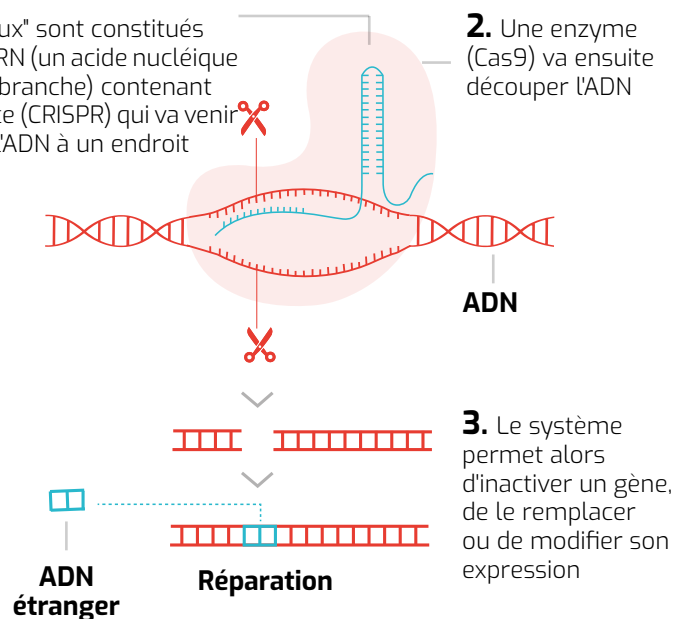 ux" sont constitués
RN (un acide nucléique
branche) contenant
e (CRISPR) qui va venir
l'ADN à un endroit
2. Une enzyme
(Cas9) va ensuite
découper l'ADN
ADN
3. Le système
permet alors
d'inactiver un gène,
de le remplacer
ou de modifier son
expression
ADN
étranger
Réparation